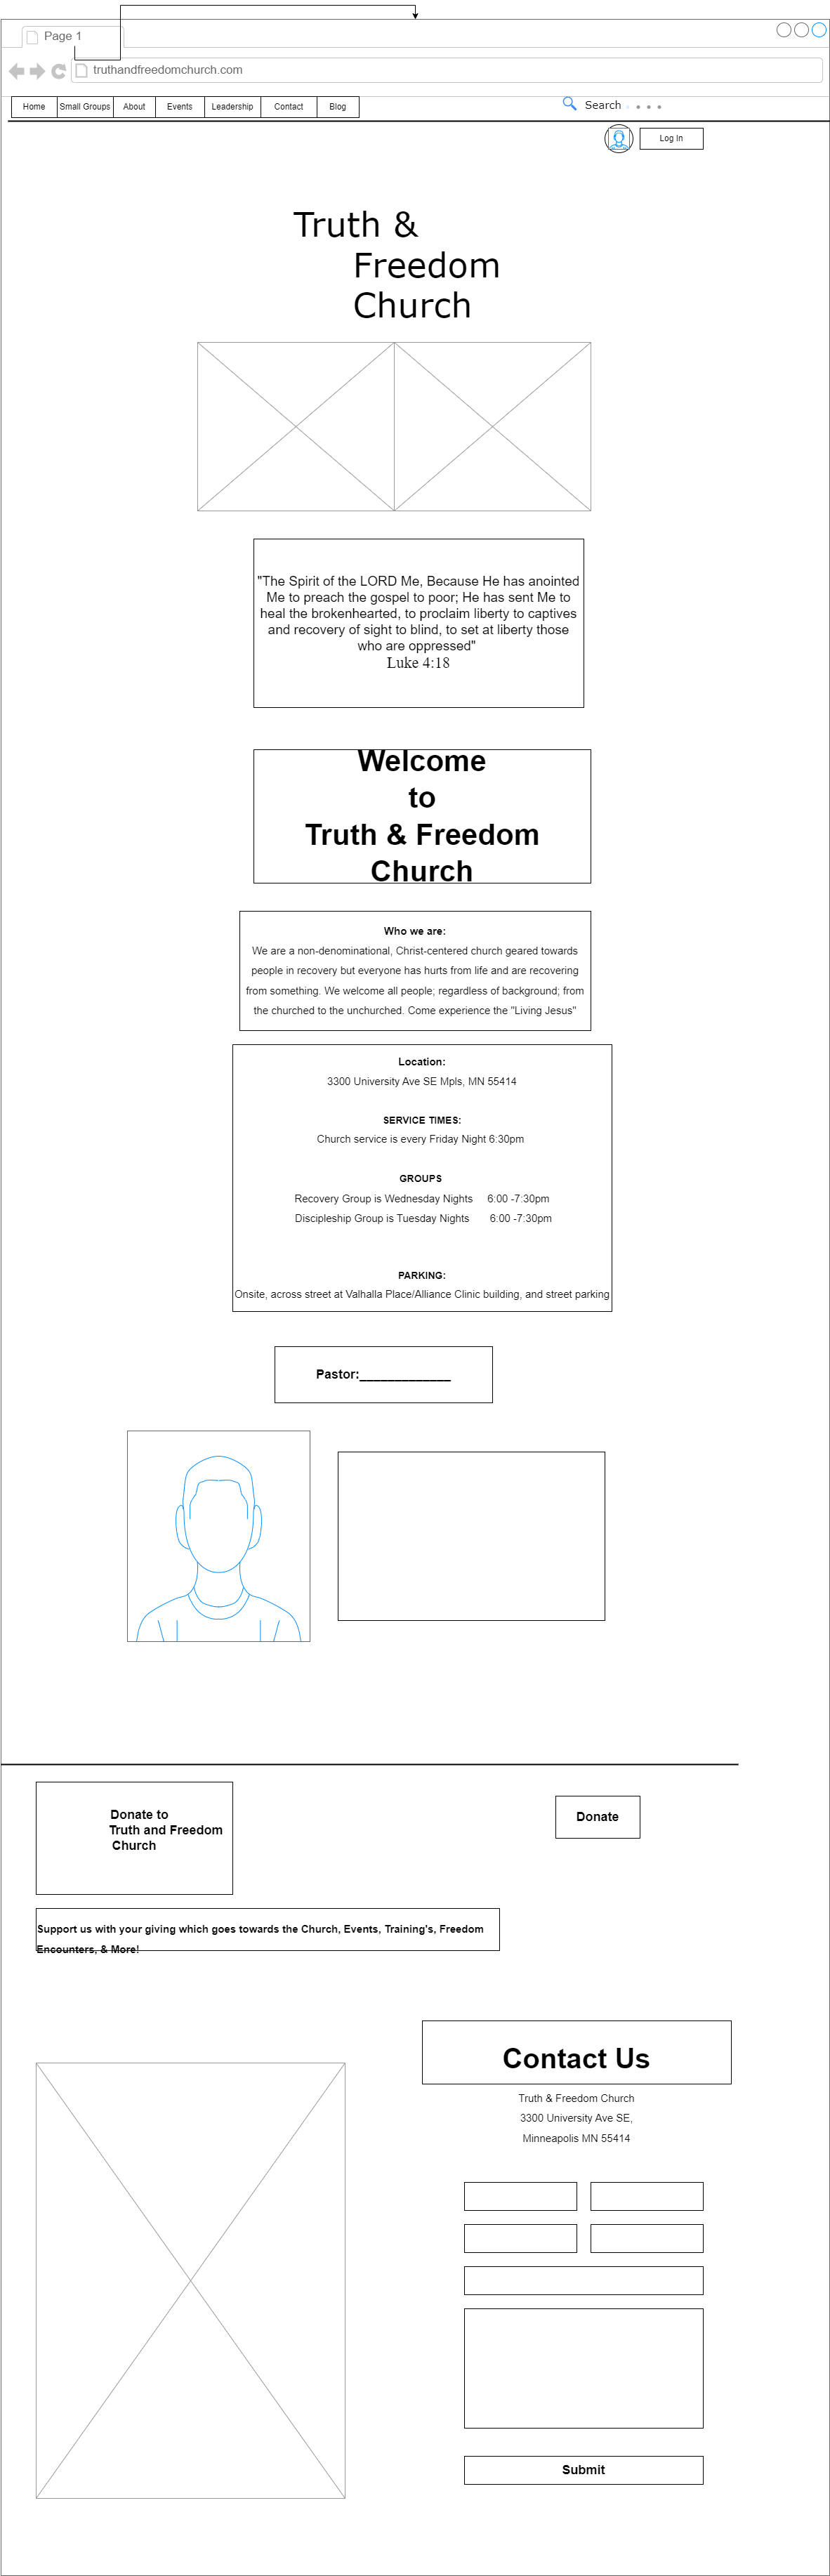 Page 1
truthandfreedomchurch.com
Home Small Groups About Events Leadership Contact Blog
Search
Log In
Truth &
Freedom
Church
"The Spirit of the LORD Me, Because He has anointed
Me to preach the gospel to poor; He has sent Me to
heal the brokenhearted, to proclaim liberty to captives
and recovery of sight to blind, to set at liberty those
who are oppressed"
Luke 4:18
Welcome
to
Truth & Freedom
Church
Who we are:
We are a non-denominational, Christ-centered church geared towards
people in recovery but everyone has hurts from life and are recovering
from something. We welcome all people; regardless of background; from
the churched to the unchurched. Come experience the "Living Jesus"
Location:
3300 University Ave SE Mpls, MN 55414
SERVICE TIMES:
Church service is every Friday Night 6:30pm
GROUPS
Recovery Group is Wednesday Nights 6:00 -7:30pm
Discipleship Group is Tuesday Nights 6:00 -7:30pm
PARKING:
Onsite, across street at Valhalla Place/Alliance Clinic building, and street parking
Pastor:_____________
Donate to
Truth and Freedom
Church
Donate
Support us with your giving which goes towards the Church, Events, Training's, Freedom
Encounters, & More!
Contact Us
Truth & Freedom Church
3300 University Ave SE,
Minneapolis MN 55414
Submit